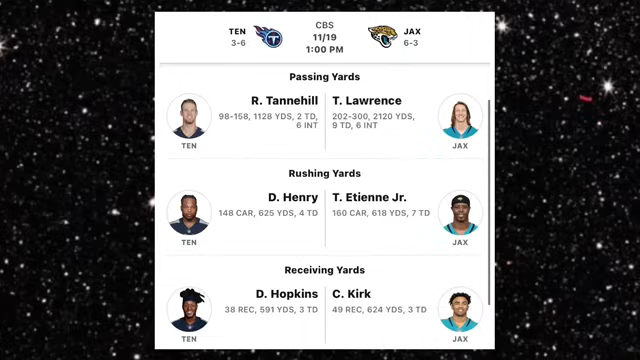 TEN
3-6
CBS
11/19
1:00 PM
JAX
6-3
Passing Yards
R. Tannehill
98-158, 1128 YDS, 2 TD,
6 INT
TEN
T. Lawrence
202-300, 2120 YDS,
9 TD, 6 INT
JAX
Rushing Yards
D. Henry
148 CAR, 625 YDS, 4 TD
TEN
T. Etienne Jr.
160 CAR, 618 YDS, 7 TD
JAX
Receiving Yards
D. Hopkins
38 REC, 591 YDS, 3 TD
TEN
C. Kirk
49 REC, 624 YDS, 3 TD
JAX